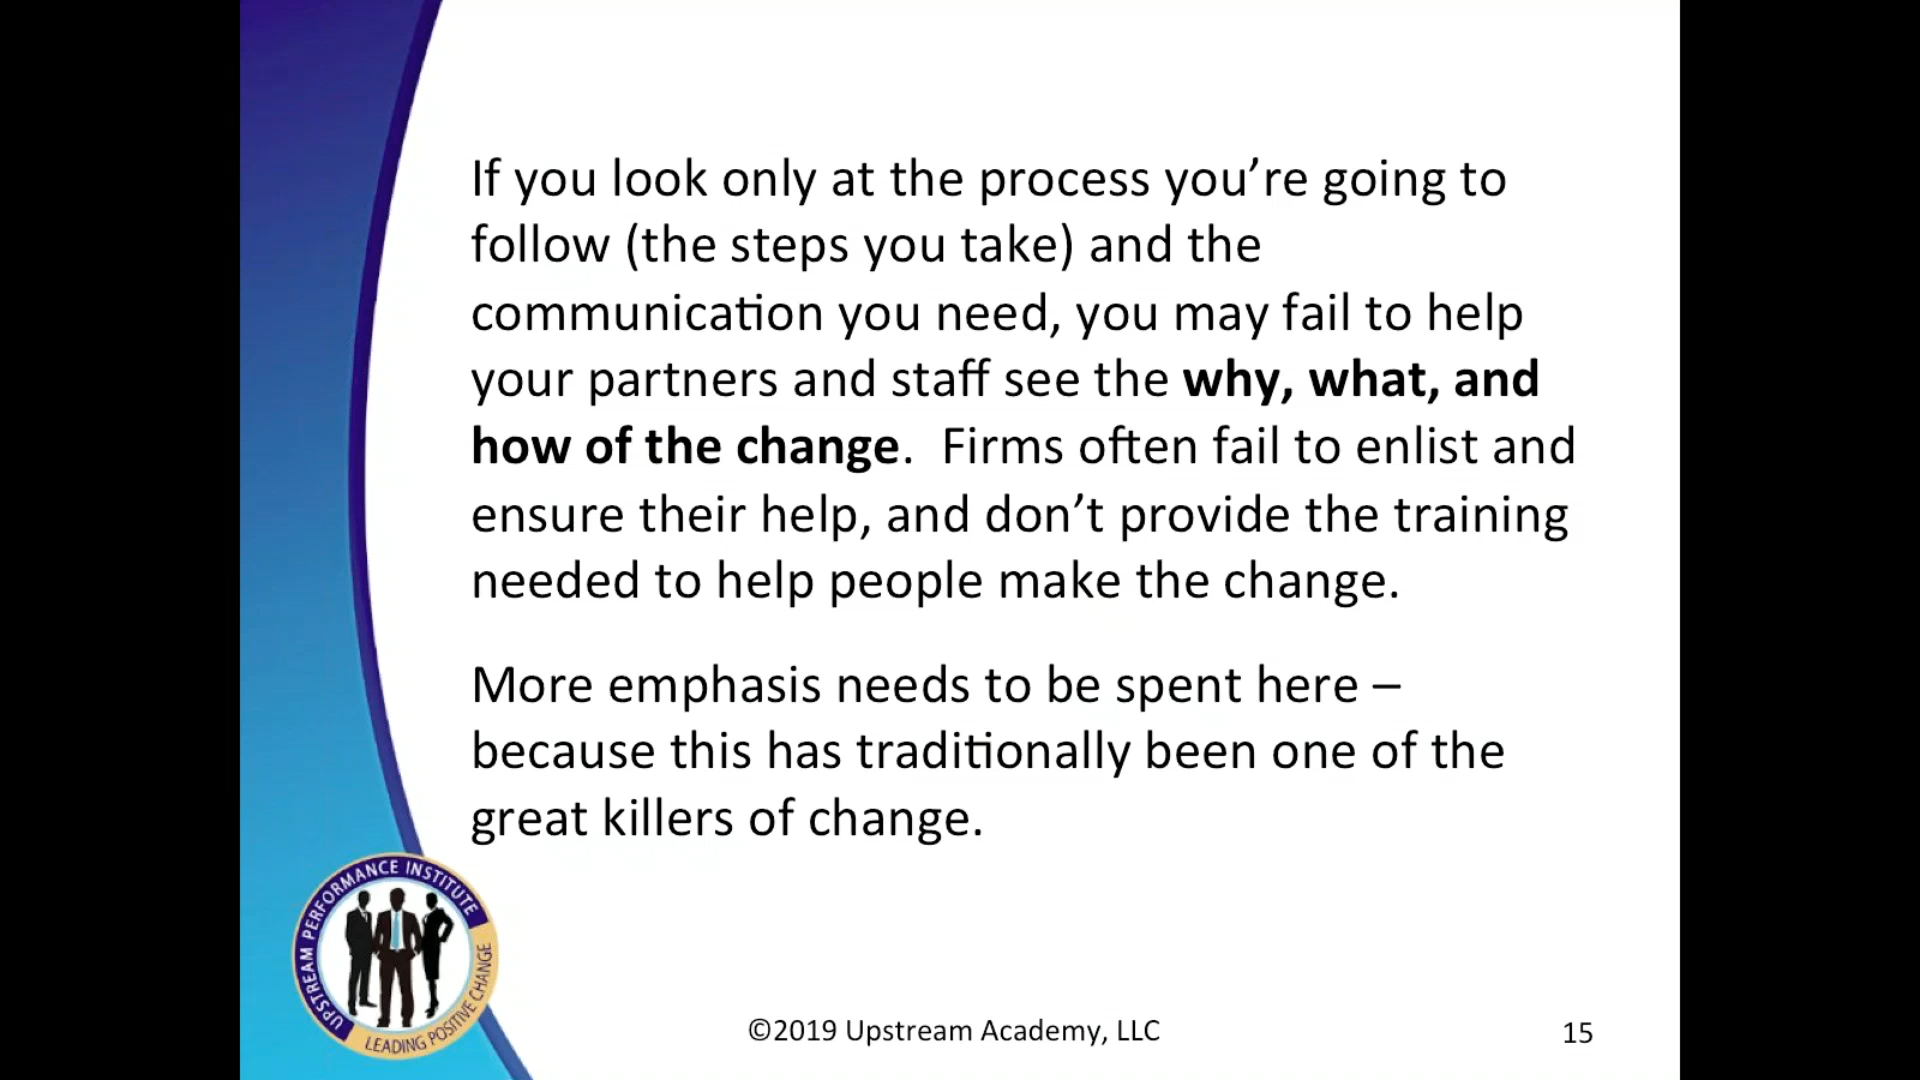 If you look only at the process you’re going to
follow (the steps you take) and the
communication you need, you may fail to help
your partners and staff see the why, what, and
how of the change.  Firms often fail to enlist and
ensure their help, and don’t provide the training
needed to help people make the change.
More emphasis needs to be spent here –
because this has traditionally been one of the
great killers of change.
UPSTREAM PERFORMANCE INSTITUTE
LEADING POSITIVE CHANGE
©2019 Upstream Academy, LLC
15